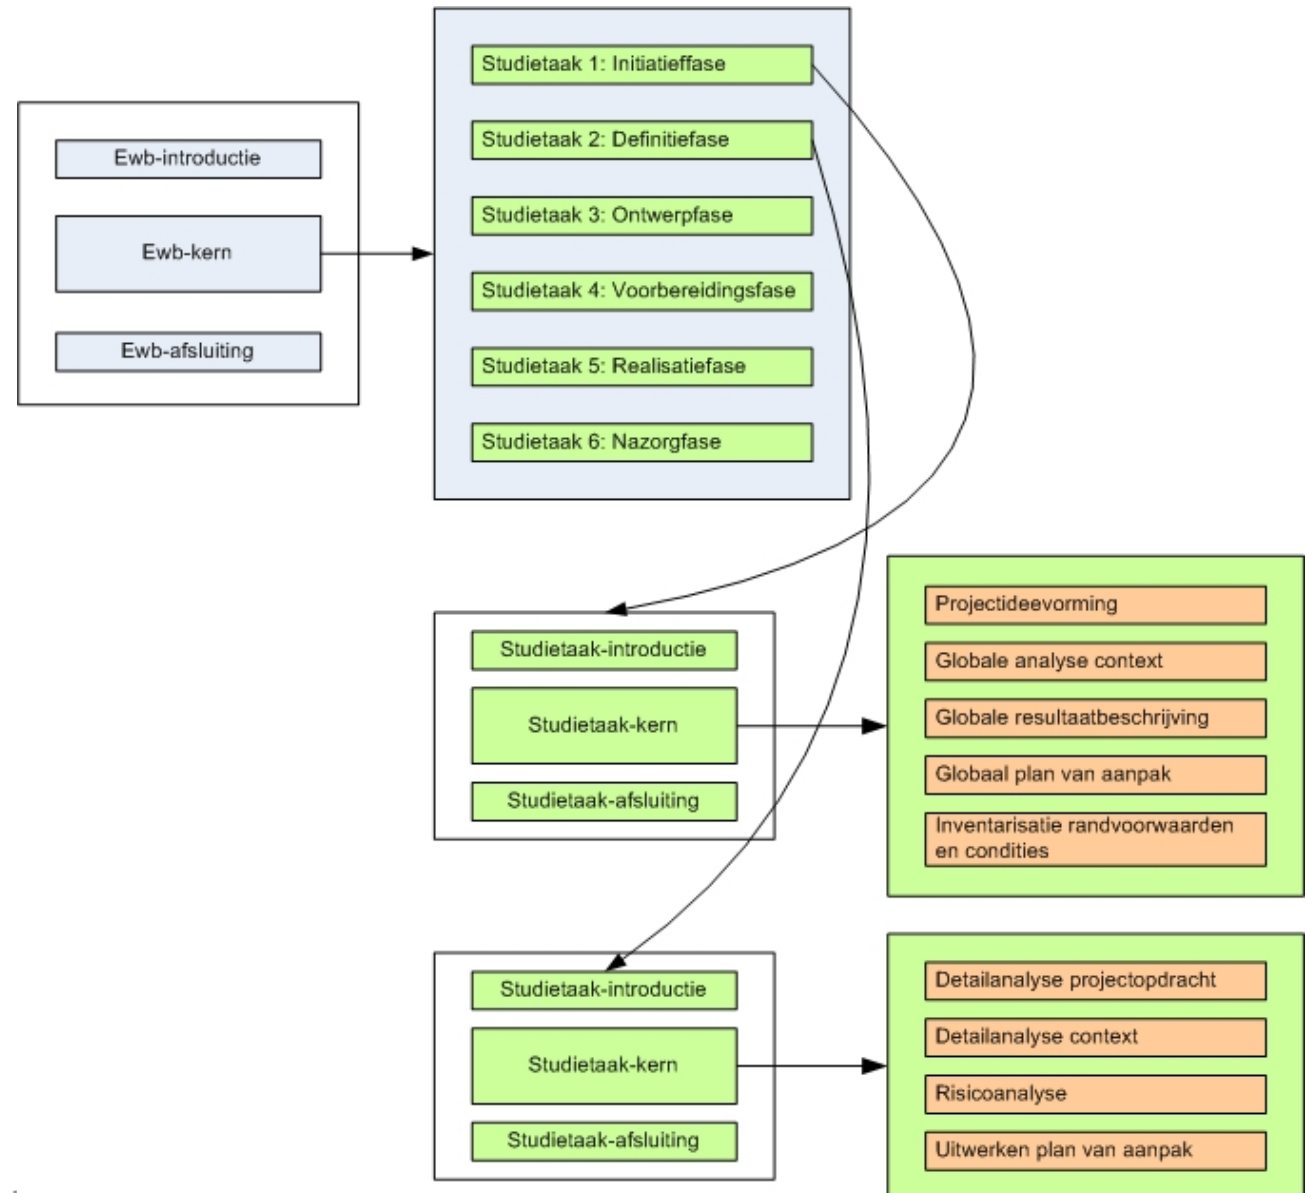 Ewb-introductie
Ewb-kern
Ewb-afsluiting
Studietaak 1: Initiatieffase
Studietaak 2: Definitiefase
Studietaak 3: Ontwerpfase
Studietaak 4: Voorbereidingsfase
Studietaak 5: Realisatiefase
Studietaak 6: Nazorgfase
Studietaak-introductie
Studietaak-kern
Studietaak-afsluiting
Projectideevorming
Globale analyse context
Globale resultaatbeschrijving
Globaal plan van aanpak
Inventarisatie randvoorwaarden
en condities
Studietaak-introductie
Studietaak-kern
Studietaak-afsluiting
Detailanalyse projectopdracht
Detailanalyse context
Risicoanalyse
Uitwerken plan van aanpak